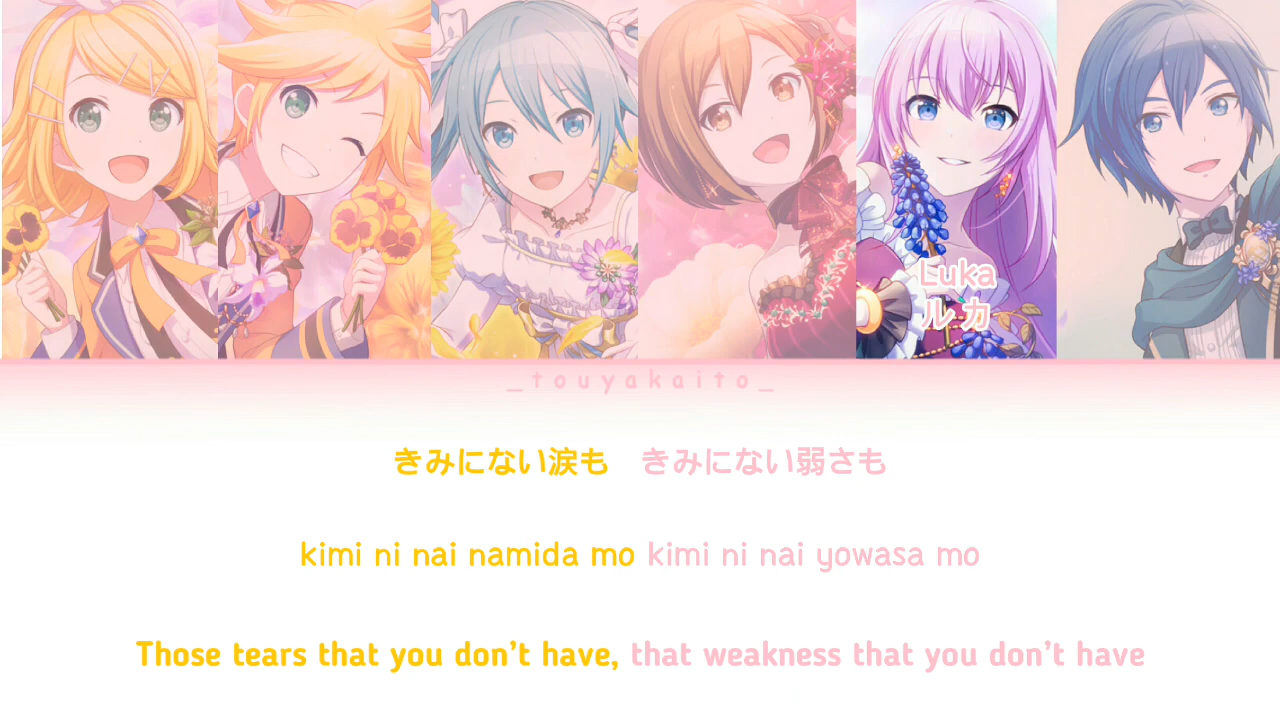 Luka
ルカ
_touyakaito_
きみにない涙も　きみにない弱さも
kimi ni nai namida mo kimi ni nai yowasa mo
Those tears that you don't have, that weakness that you don't have